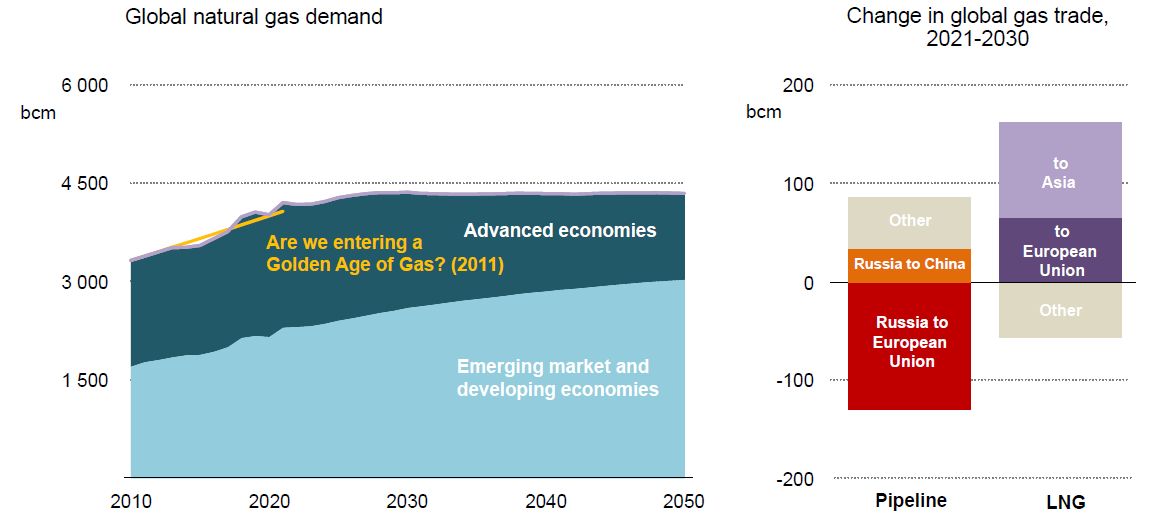 Global natural gas demand
6 000
bcm
4 500
3 000
1 500
Are we entering a
Golden Age of Gas? (2011)
Advanced economies
Emerging market and
developing economies
2010
2020
2030
2040
2050
Change in global gas trade,
2021-2030
200
bcm
100
0
-100
-200
Other
Russia to China
Russia to
European
Union
to
Asia
to
European
Union
Other
Pipeline
LNG